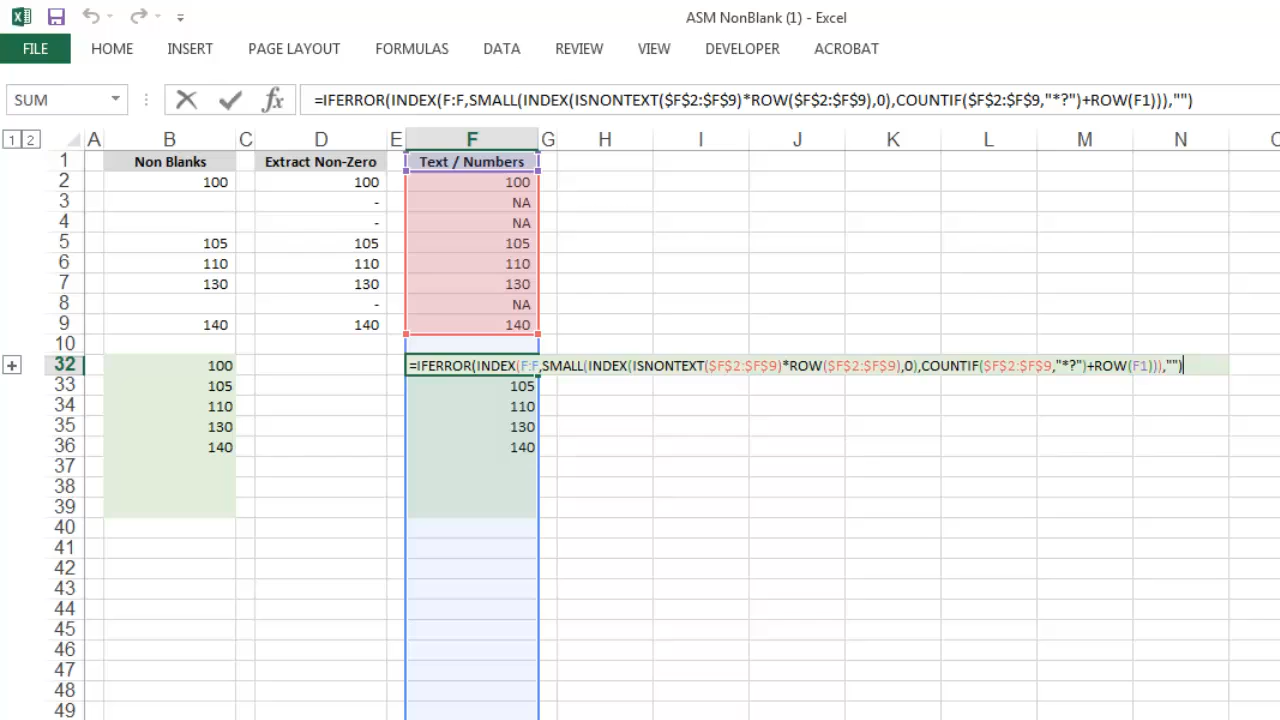 ASM NonBlank (1) - Excel
FILE HOME INSERT PAGE LAYOUT FORMULAS DATA REVIEW VIEW DEVELOPER ACROBAT
SUM fx =IFERROR(INDEX(F:F,SMALL(INDEX(ISNONTEXT($F$2:$F$9)*ROW($F$2:$F$9),0),COUNTIF($F$2:$F$9,"*?")+ROW(F1))),"")
1 2 A B C D E F G H I J K L M N
1 Non Blanks Extract Non-Zero Text / Numbers
2 100 100 100
3 - NA
4 - NA
5 105 105 105
6 110 110 110
7 130 130 130
8 - NA
9 140 140 140
10
+ 32 100 =IFERROR(INDEX(F:F,SMALL(INDEX(ISNONTEXT($F$2:$F$9)*ROW($F$2:$F$9),0),COUNTIF($F$2:$F$9,"*?")+ROW(F1))),"")
33 105 105
34 110 110
35 130 130
36 140 140
37
38
39
40
41
42
43
44
45
46
47
48
49